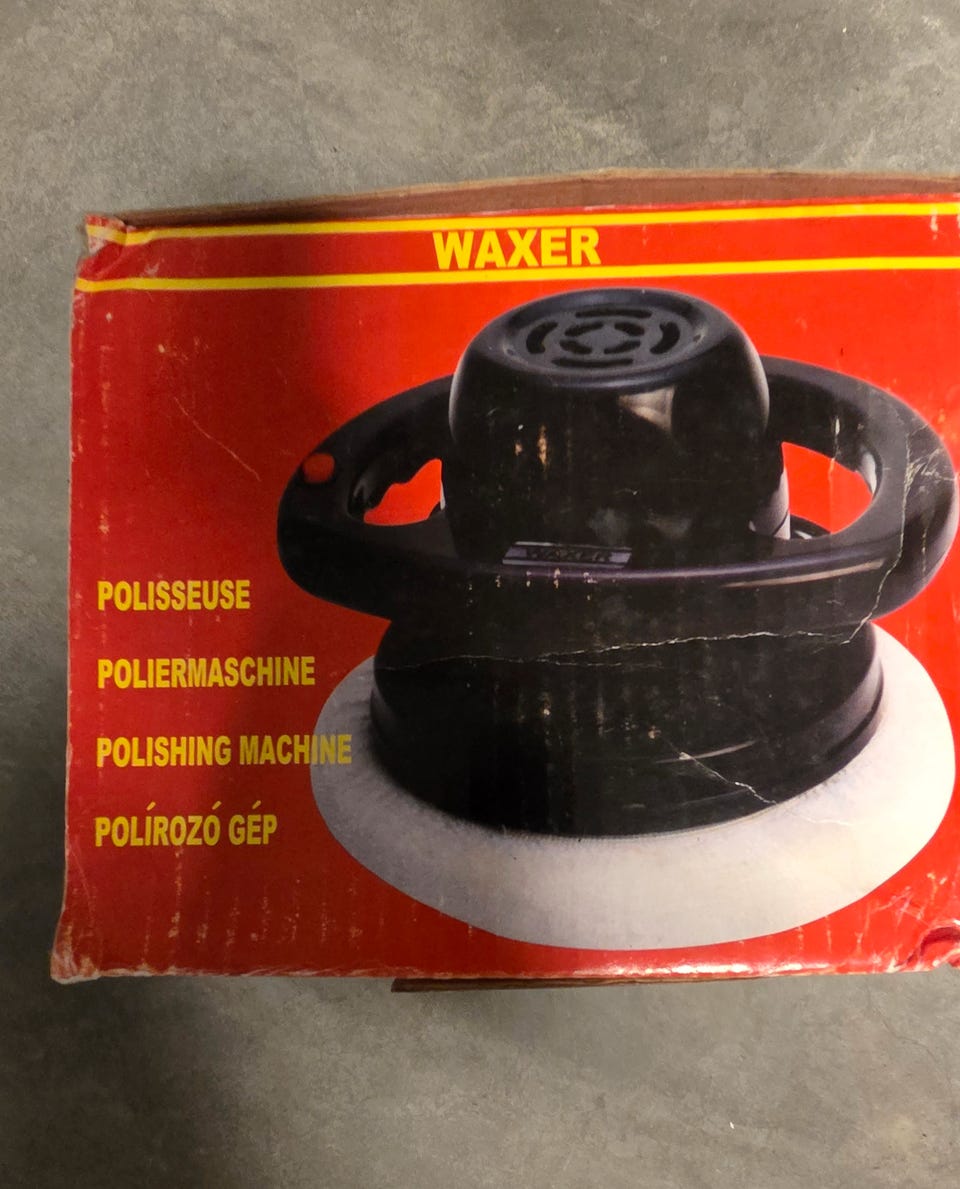 WAXER
WAXER
POLISSEUSE
POLIERMASCHINE
POLISHING MACHINE
POLÍROZÓ GÉP